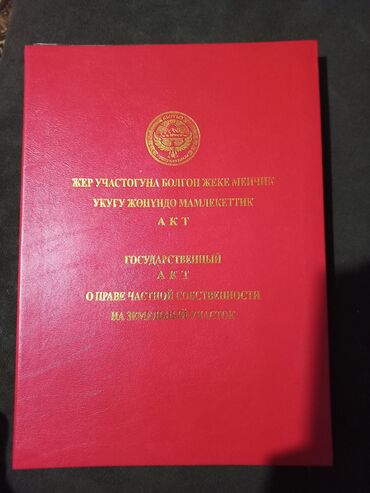 ЖЕР УЧАСТОГУНА БОЛГОН ЖЕКЕ МЕНЧИК
УКУГУ ЖӨНҮНДӨ МАМЛЕКЕТТИК
АКТ
ГОСУДАРСТВЕННЫЙ
АКТ
О ПРАВЕ ЧАСТНОЙ СОБСТВЕННОСТИ
НА ЗЕМЕЛЬНЫЙ УЧАСТОК